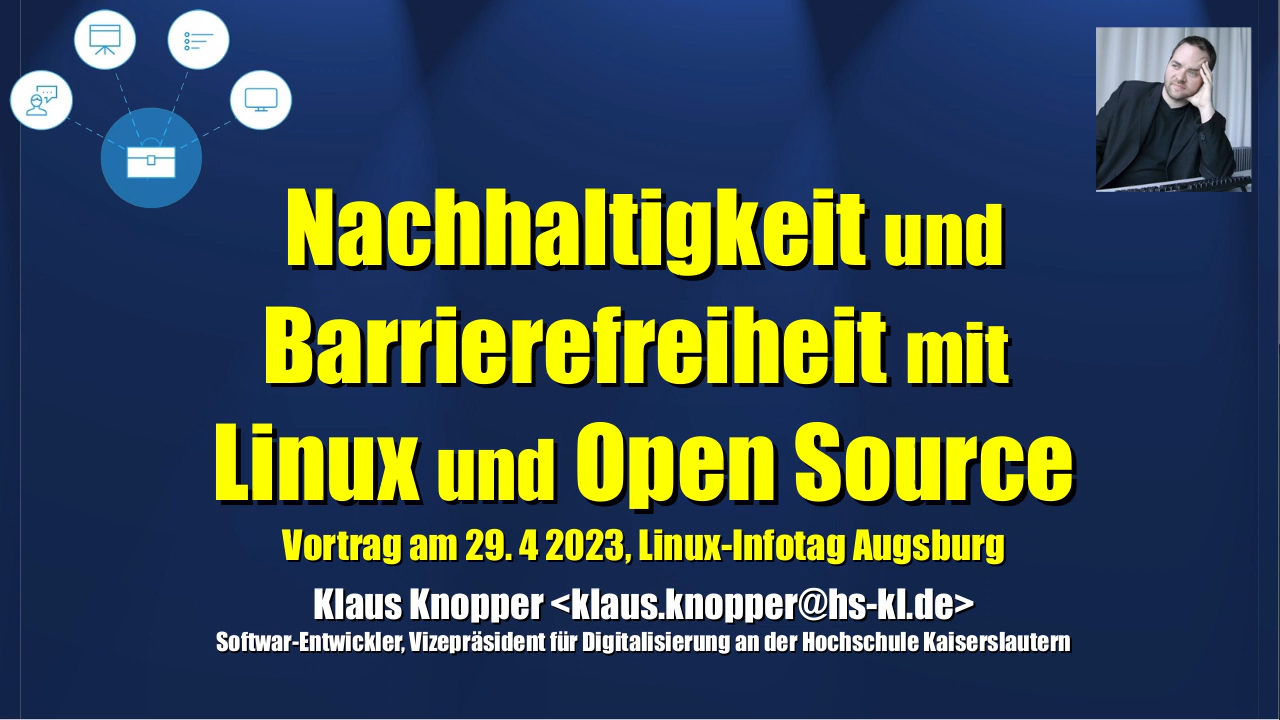 Nachhaltigkeit und
Barrierefreiheit mit
Linux und Open Source
Vortrag am 29. 4 2023, Linux-Infotag Augsburg
Klaus Knopper <klaus.knopper@hs-kl.de>
Softwar-Entwickler, Vizepräsident für Digitalisierung an der Hochschule Kaiserslautern